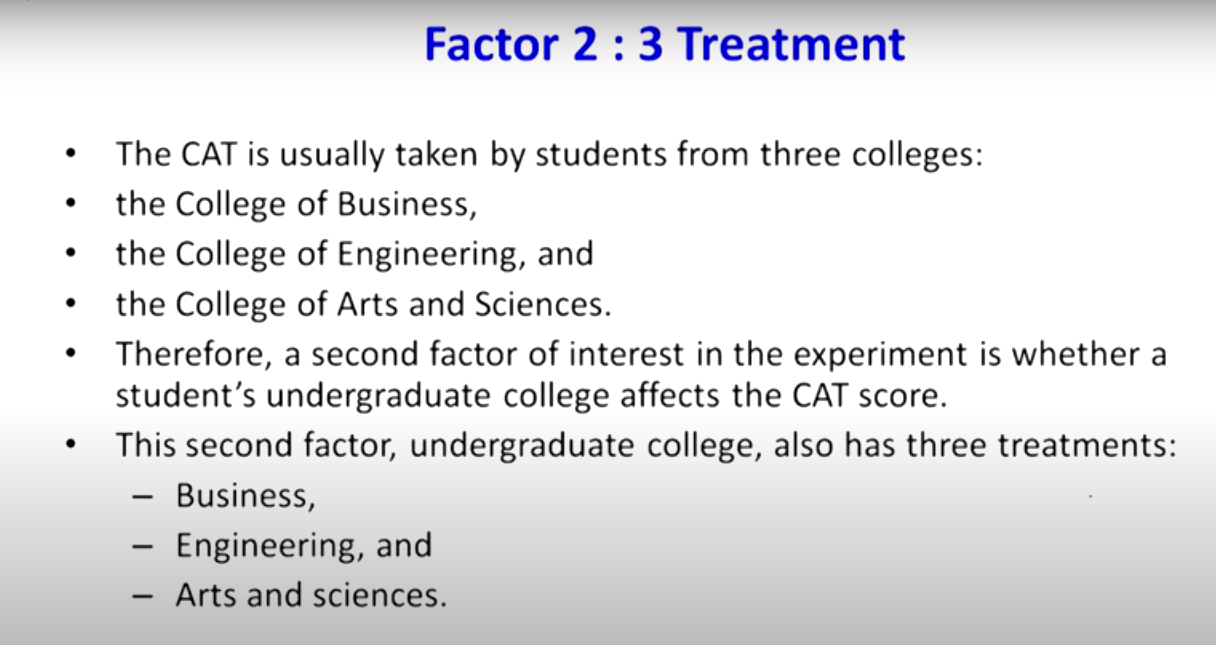 Factor 2 : 3 Treatment
• The CAT is usually taken by students from three colleges:
• the College of Business,
• the College of Engineering, and
• the College of Arts and Sciences.
• Therefore, a second factor of interest in the experiment is whether a
student’s undergraduate college affects the CAT score.
• This second factor, undergraduate college, also has three treatments:
– Business,
– Engineering, and
– Arts and sciences.